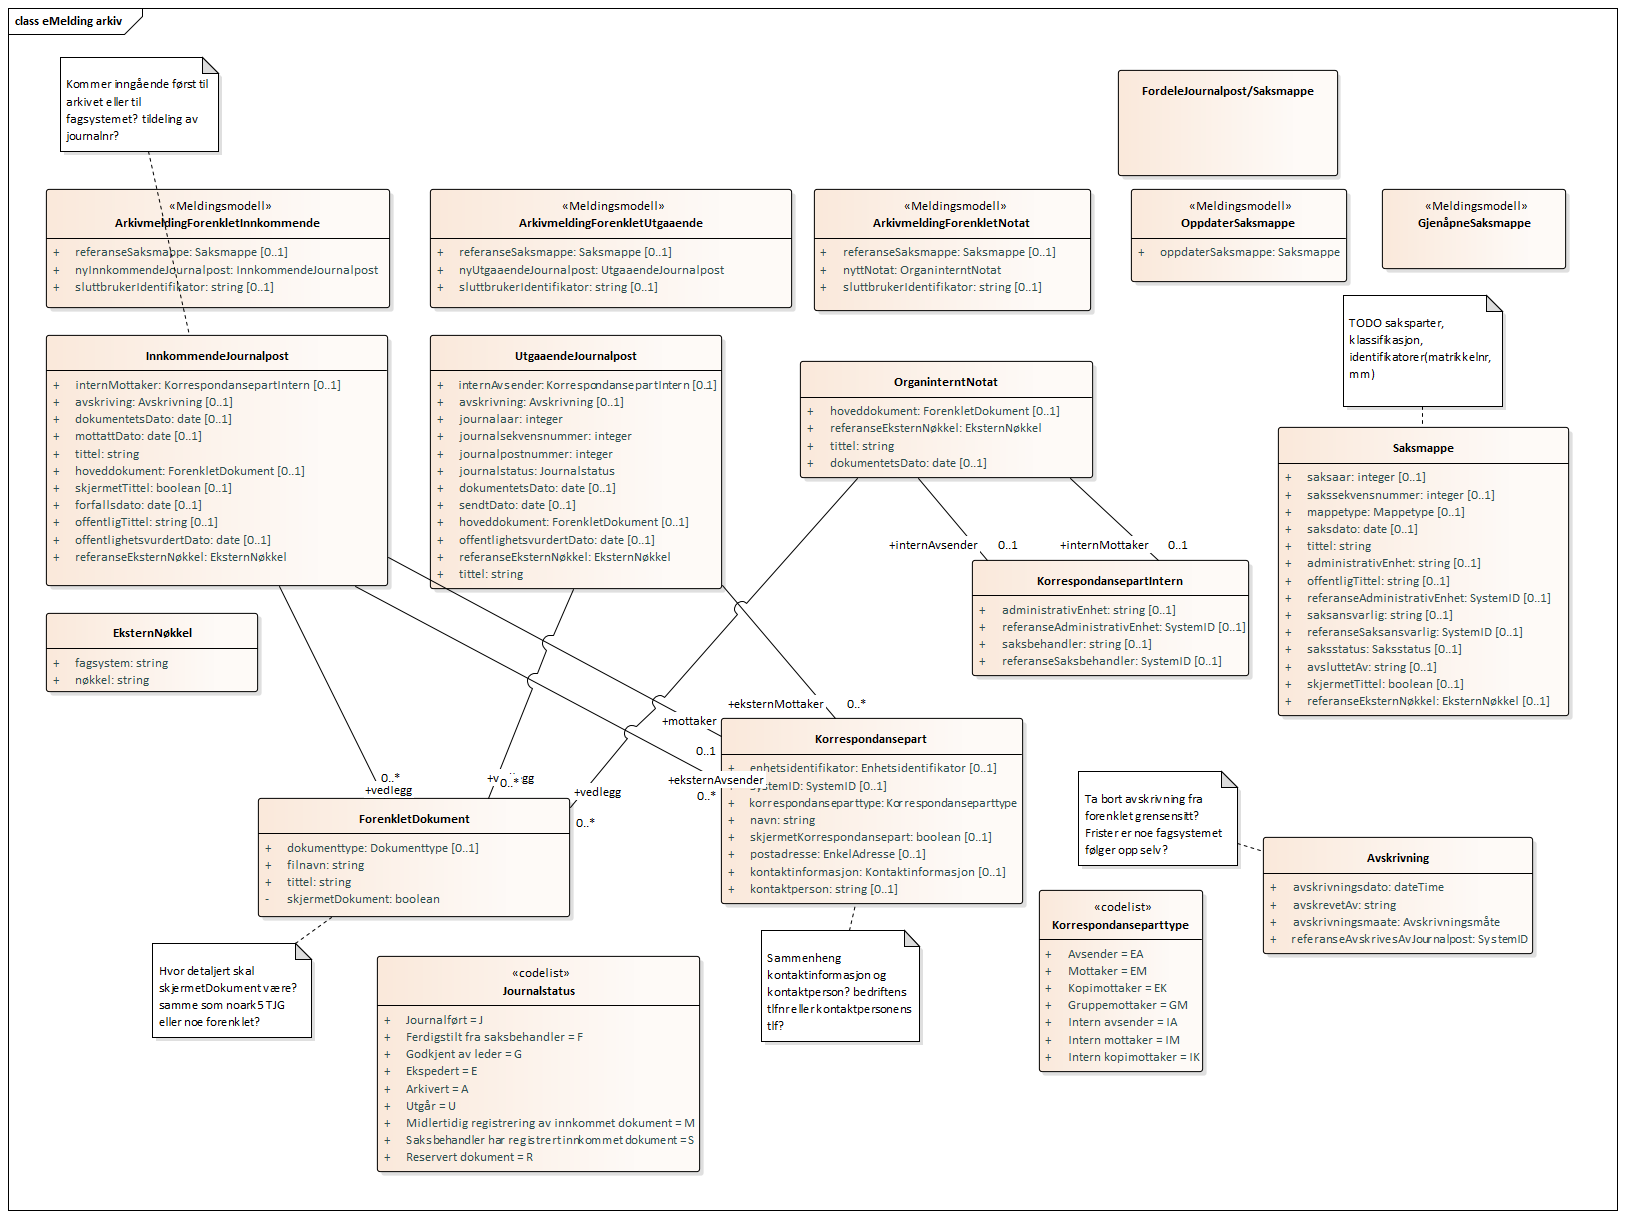 class eMelding arkiv
Kommer inngående først til
arkivet eller til
fagsystemet? tildeling av
journalnr?
FordeleJournalpost/Saksmappe
«Meldingsmodell»
ArkivmeldingForenkletInnkommende
+ referanseSaksmappe: Saksmappe [0..1]
+ nyInnkommendeJournalpost: InnkommendeJournalpost
+ sluttbrukerIdentifikator: string [0..1]
«Meldingsmodell»
ArkivmeldingForenkletUtgaaende
+ referanseSaksmappe: Saksmappe [0..1]
+ nyUtgaaendeJournalpost: UtgaaendeJournalpost
+ sluttbrukerIdentifikator: string [0..1]
«Meldingsmodell»
ArkivmeldingForenkletNotat
+ referanseSaksmappe: Saksmappe [0..1]
+ nyttNotat: OrganinterntNotat
+ sluttbrukerIdentifikator: string [0..1]
«Meldingsmodell»
OppdaterSaksmappe
+ oppdaterSaksmappe: Saksmappe
«Meldingsmodell»
GjenåpneSaksmappe
TODO saksparter,
klassifikasjon,
identifikatorer(matrikkelnr,
mm)
InnkommendeJournalpost
+ internMottaker: KorrespondansepartIntern [0..1]
+ avskriving: Avskrivning [0..1]
+ dokumentetsDato: date [0..1]
+ mottattDato: date [0..1]
+ tittel: string
+ hoveddokument: ForenkletDokument [0..1]
+ skjermetTittel: boolean [0..1]
+ forfallsdato: date [0..1]
+ offentligTittel: string [0..1]
+ offentlighetsvurdertDato: date [0..1]
+ referanseEksternNøkkel: EksternNøkkel
UtgaaendeJournalpost
+ internAvsender: KorrespondansepartIntern [0..1]
+ avskrivning: Avskrivning [0..1]
+ journalaar: integer
+ journalsekvensnummer: integer
+ journalpostnummer: integer
+ journalstatus: Journalstatus
+ dokumentetsDato: date [0..1]
+ sendtDato: date [0..1]
+ hoveddokument: ForenkletDokument [0..1]
+ offentlighetsvurdertDato: date [0..1]
+ referanseEksternNøkkel: EksternNøkkel
+ tittel: string
OrganinterntNotat
+ hoveddokument: ForenkletDokument [0..1]
+ referanseEksternNøkkel: EksternNøkkel
+ tittel: string
+ dokumentetsDato: date [0..1]
Saksmappe
+ saksaar: integer [0..1]
+ sakssekvensnummer: integer [0..1]
+ mappetype: Mappetype [0..1]
+ saksdato: date [0..1]
+ tittel: string
+ administrativEnhet: string [0..1]
+ offentligTittel: string [0..1]
+ referanseAdministrativEnhet: SystemID [0..1]
+ saksansvarlig: string [0..1]
+ referanseSaksansvarlig: SystemID [0..1]
+ saksstatus: Saksstatus [0..1]
+ avsluttetAv: string [0..1]
+ skjermetTittel: boolean [0..1]
+ referanseEksternNøkkel: EksternNøkkel [0..1]
+internAvsender 0..1
+internMottaker 0..1
KorrespondansepartIntern
+ administrativEnhet: string [0..1]
+ referanseAdministrativEnhet: SystemID [0..1]
+ saksbehandler: string [0..1]
+ referanseSaksbehandler: SystemID [0..1]
EksternNøkkel
+ fagsystem: string
+ nøkkel: string
+eksternMottaker 0..*
+mottaker
0..1
+eksternAvsender
0..*
Korrespondansepart
+ enhetsidentifikator: Enhetsidentifikator [0..1]
systemID: SystemID [0..1]
+ korrespondanseparttype: Korrespondanseparttype
+ navn: string
+ skjermetKorrespondansepart: boolean [0..1]
+ postadresse: EnkelAdresse [0..1]
+ kontaktinformasjon: Kontaktinformasjon [0..1]
+ kontaktperson: string [0..1]
0..*
+vedlegg
0..*
+vedlegg
0..*
ForenkletDokument
+ dokumenttype: Dokumenttype [0..1]
+ filnavn: string
+ tittel: string
- skjermetDokument: boolean
Ta bort avskrivning fra
forenklet grensensitt?
Frister er noe fagsystemet
følger opp selv?
Avskrivning
+ avskrivningsdato: dateTime
+ avskrevetAv: string
+ avskrivningsmaate: Avskrivningsmåte
+ referanseAvskrivesAvJournalpost: SystemID
Hvor detaljert skal
skjermetDokument være?
samme som noark5 TJG
eller noe forenklet?
«codelist»
Journalstatus
+ Journalført = J
+ Ferdigstilt fra saksbehandler = F
+ Godkjent av leder = G
+ Ekspedert = E
+ Arkivert = A
+ Utgår = U
+ Midlertidig registrering av innkommet dokument = M
+ Saksbehandler har registrert innkommet dokument = S
+ Reservert dokument = R
Sammenheng
kontaktinformasjon og
kontaktperson? bedriftens
tlfnr eller kontaktpersonens
tlf?
«codelist»
Korrespondanseparttype
+ Avsender = EA
+ Mottaker = EM
+ Kopimottaker = EK
+ Gruppemottaker = GM
+ Intern avsender = IA
+ Intern mottaker = IM
+ Intern kopimottaker = IK